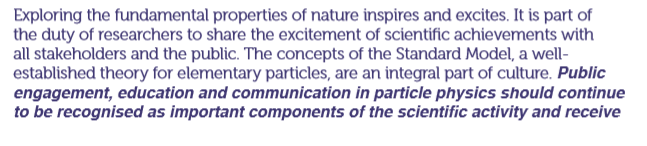 Exploring the fundamental properties of nature inspires and excites. It is part of
the duty of researchers to share the excitement of scientific achievements with
all stakeholders and the public. The concepts of the Standard Model, a well-
established theory for elementary particles, are an integral part of culture. Public
engagement, education and communication in particle physics should continue
to be recognised as important components of the scientific activity and receive